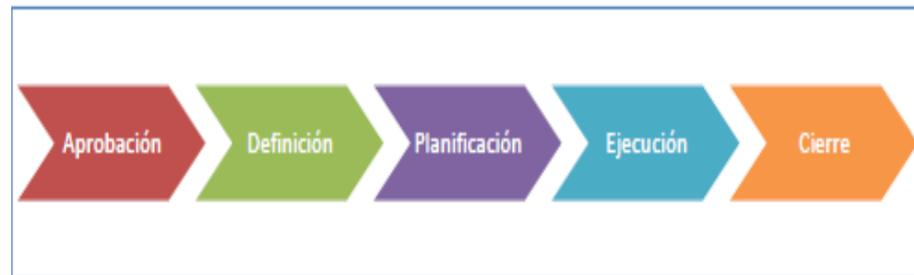 Aprobación
Definición
Planificación
Ejecución
Cierre